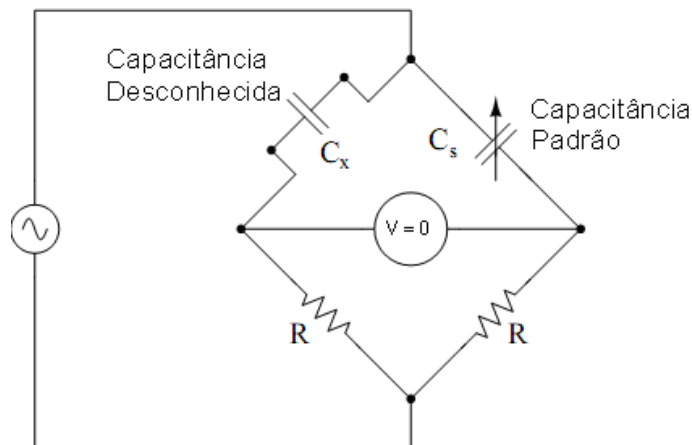 Capacitância
Desconhecida
Capacitância
Padrão
Cx
Cs
V = 0
R
R